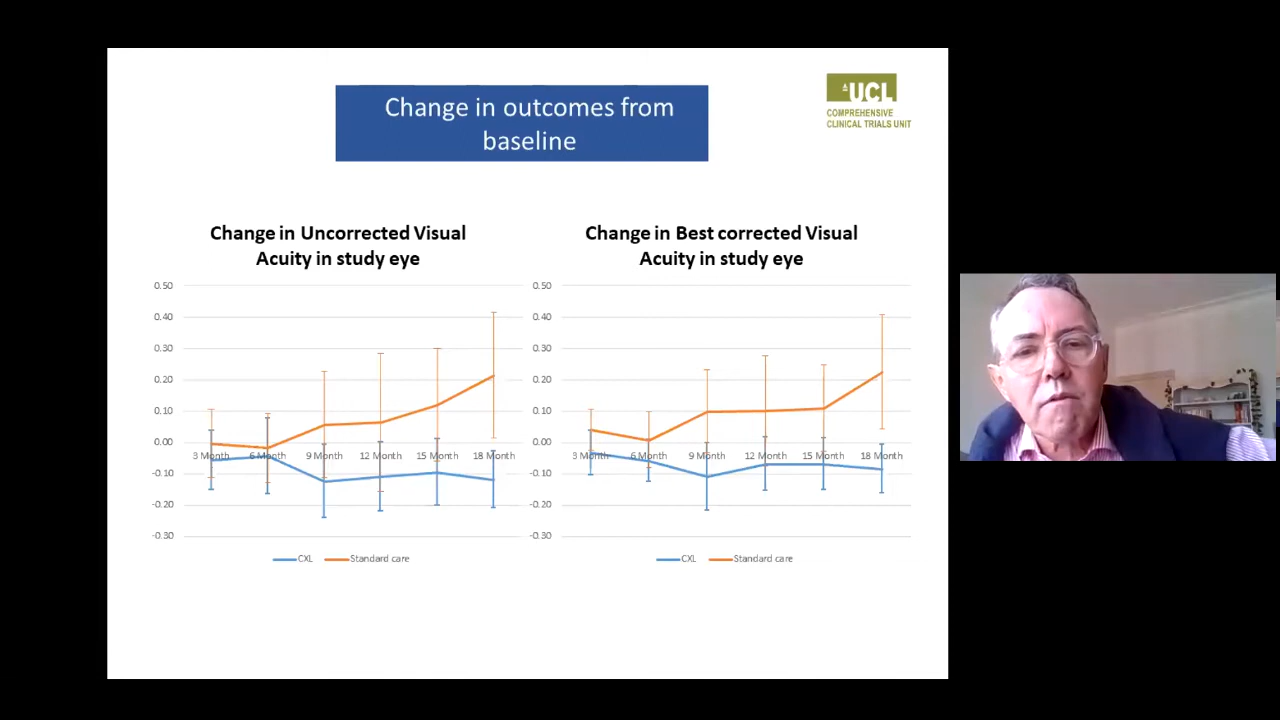 Change in outcomes from
baseline
UCL
COMPREHENSIVE
CLINICAL TRIALS UNIT
Change in Uncorrected Visual
Acuity in study eye
0.50
0.40
0.30
0.20
0.10
0.00
-0.10
-0.20
-0.30
3 Month 6 Month 9 Month 12 Month 15 Month 18 Month
CXL Standard care
Change in Best corrected Visual
Acuity in study eye
0.50
0.40
0.30
0.20
0.10
0.00
-0.10
-0.20
-0.30
3 Month 6 Month 9 Month 12 Month 15 Month 18 Month
CXL Standard care